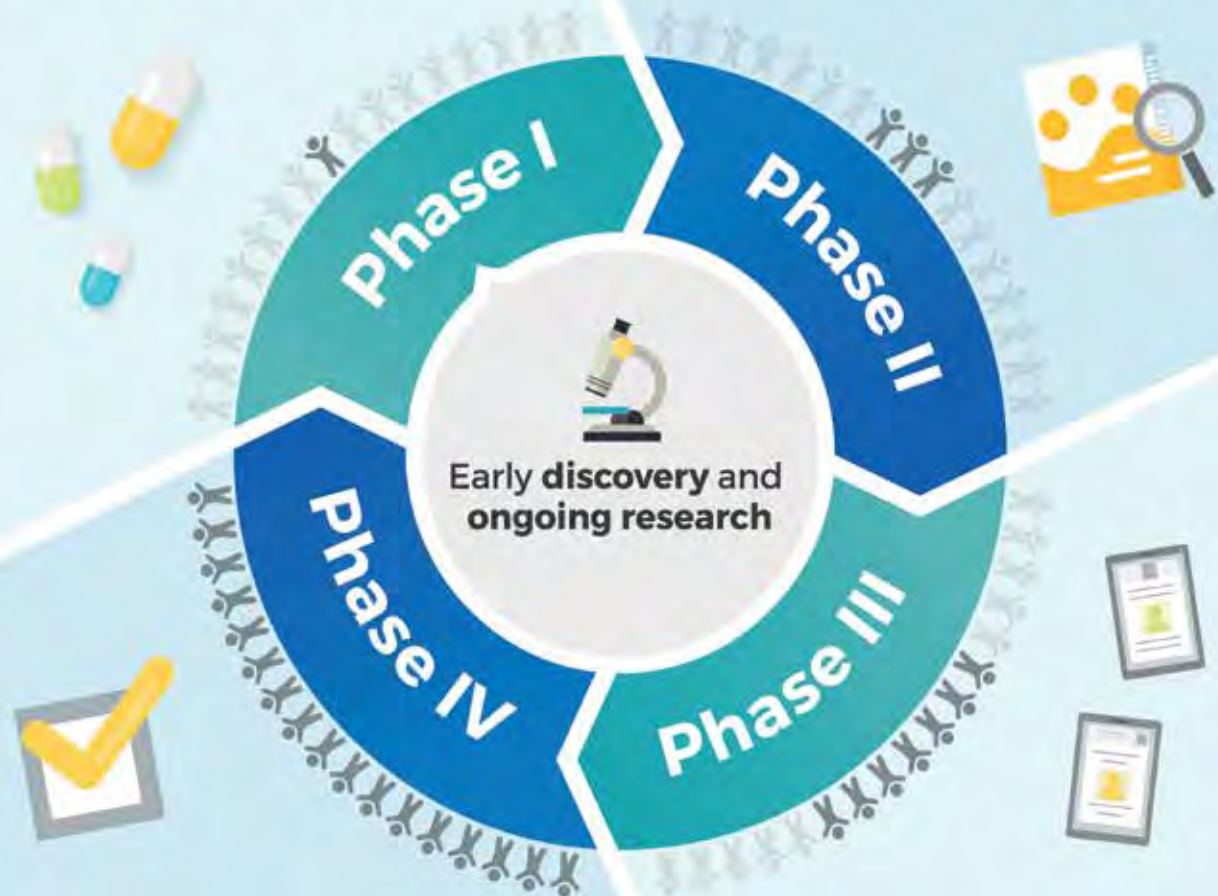 Phase I
Phase II
Early discovery and
ongoing research
Phase III
Phase IV